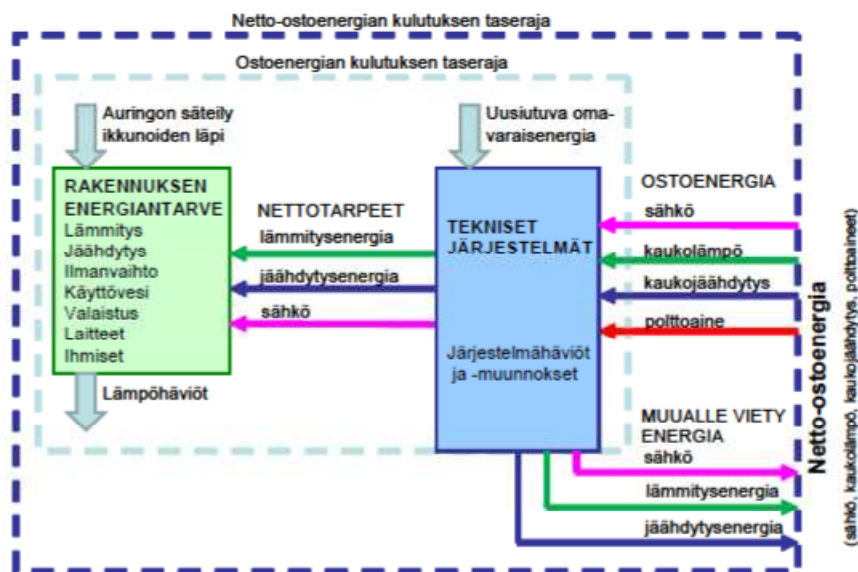 Netto-ostoenergian kulutuksen taseraja
Ostoenergian kulutuksen taseraja
Auringon säteily
ikkunoiden läpi
Uusiutuva oma-
varaisenergia
RAKENNUKSEN
ENERGIANTARVE
Lämmitys
Jäähdytys
Ilmanvaihto
Käyttövesi
Valaistus
Laitteet
Ihmiset
Lämpöhäviöt
NETTOTARPEET
lämmitysenergia
jäähdytysenergia
sähkö
TEKNISET
JÄRJESTELMÄT
Järjestelmähäviöt
ja -muunnokset
OSTOENERGIA
sähkö
kaukolämpö
kaukojäähdytys
polttoaine
MUUALLE VIETY
ENERGIA
sähkö
lämmitysenergia
jäähdytysenergia
Netto-ostoenergia
(sähkö, kaukolämpö, kaukojäähdytys, polttoaineet)